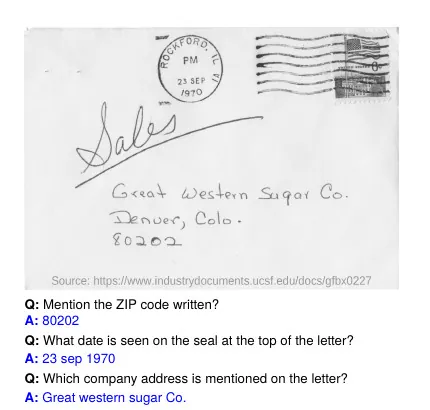 ROCKFORD, IL
PM
23 SEP
1970
Sales
Great Western Sugar Co.
Denver, Colo.
80202
Source: https://www.industrydocuments.ucsf.edu/docs/gfbx0227
Q: Mention the ZIP code written?
A: 80202
Q: What date is seen on the seal at the top of the letter?
A: 23 sep 1970
Q: Which company address is mentioned on the letter?
A: Great western sugar Co.